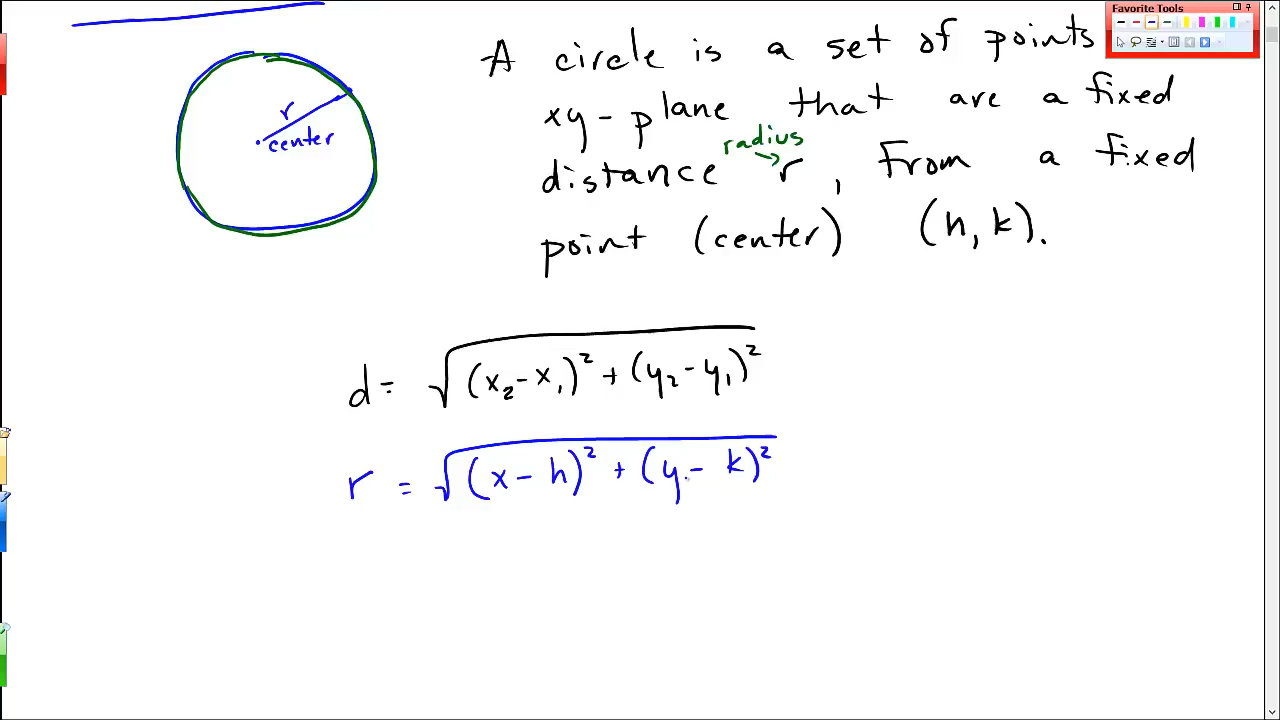 Favorite Tools
A circle is a set of points
xy-plane that are a fixed
radius
distance r, from a fixed
point (center) (h, k).
r
center
d = √((x₂ - x₁)² + (y₂ - y₁)²)
r = √((x - h)² + (y - k)²)